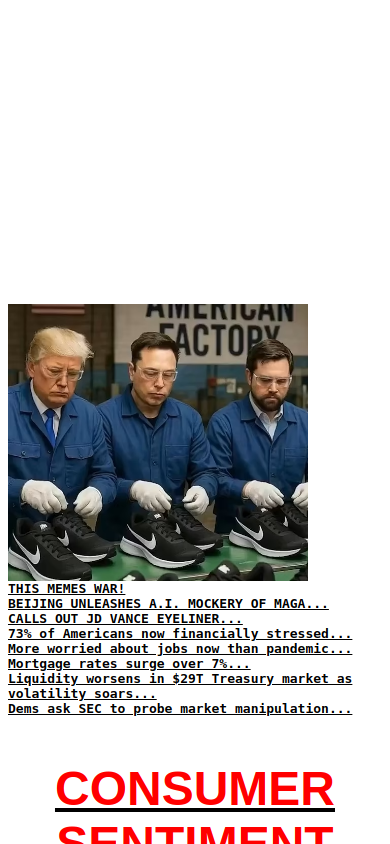 AMERICAN
FACTORY
THIS MEMES WAR!
BEIJING UNLEASHES A.I. MOCKERY OF MAGA...
CALLS OUT JD VANCE EYELINER...
73% of Americans now financially stressed...
More worried about jobs now than pandemic...
Mortgage rates surge over 7%...
Liquidity worsens in $29T Treasury market as
volatility soars...
Dems ask SEC to probe market manipulation...
CONSUMER
SENTIMENT